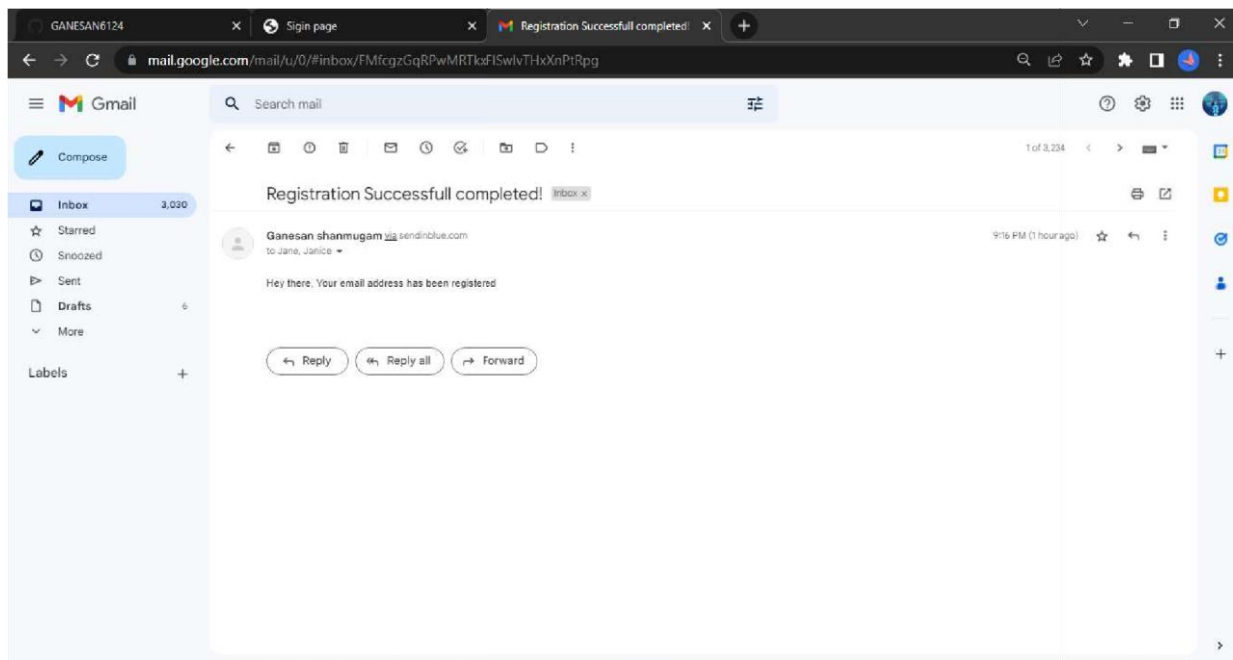 GANESAN6124
Sigin page
Registration Successfull completed!
mail.google.com/mail/u/0/#inbox/FMfcgzGqRPwMRTkxFlSwlvTHxXnPtRpg
Gmail
Search mail
Compose
1 of 3,234
Registration Successfull completed!
Inbox x
Inbox 3,030
Starred
Ganesan shanmugam via sendinblue.com
9:16 PM (1 hour ago)
to Jane, Janice
Snoozed
Sent
Hey there, Your email address has been registered
Drafts 6
More
Reply
Reply all
Forward
Labels